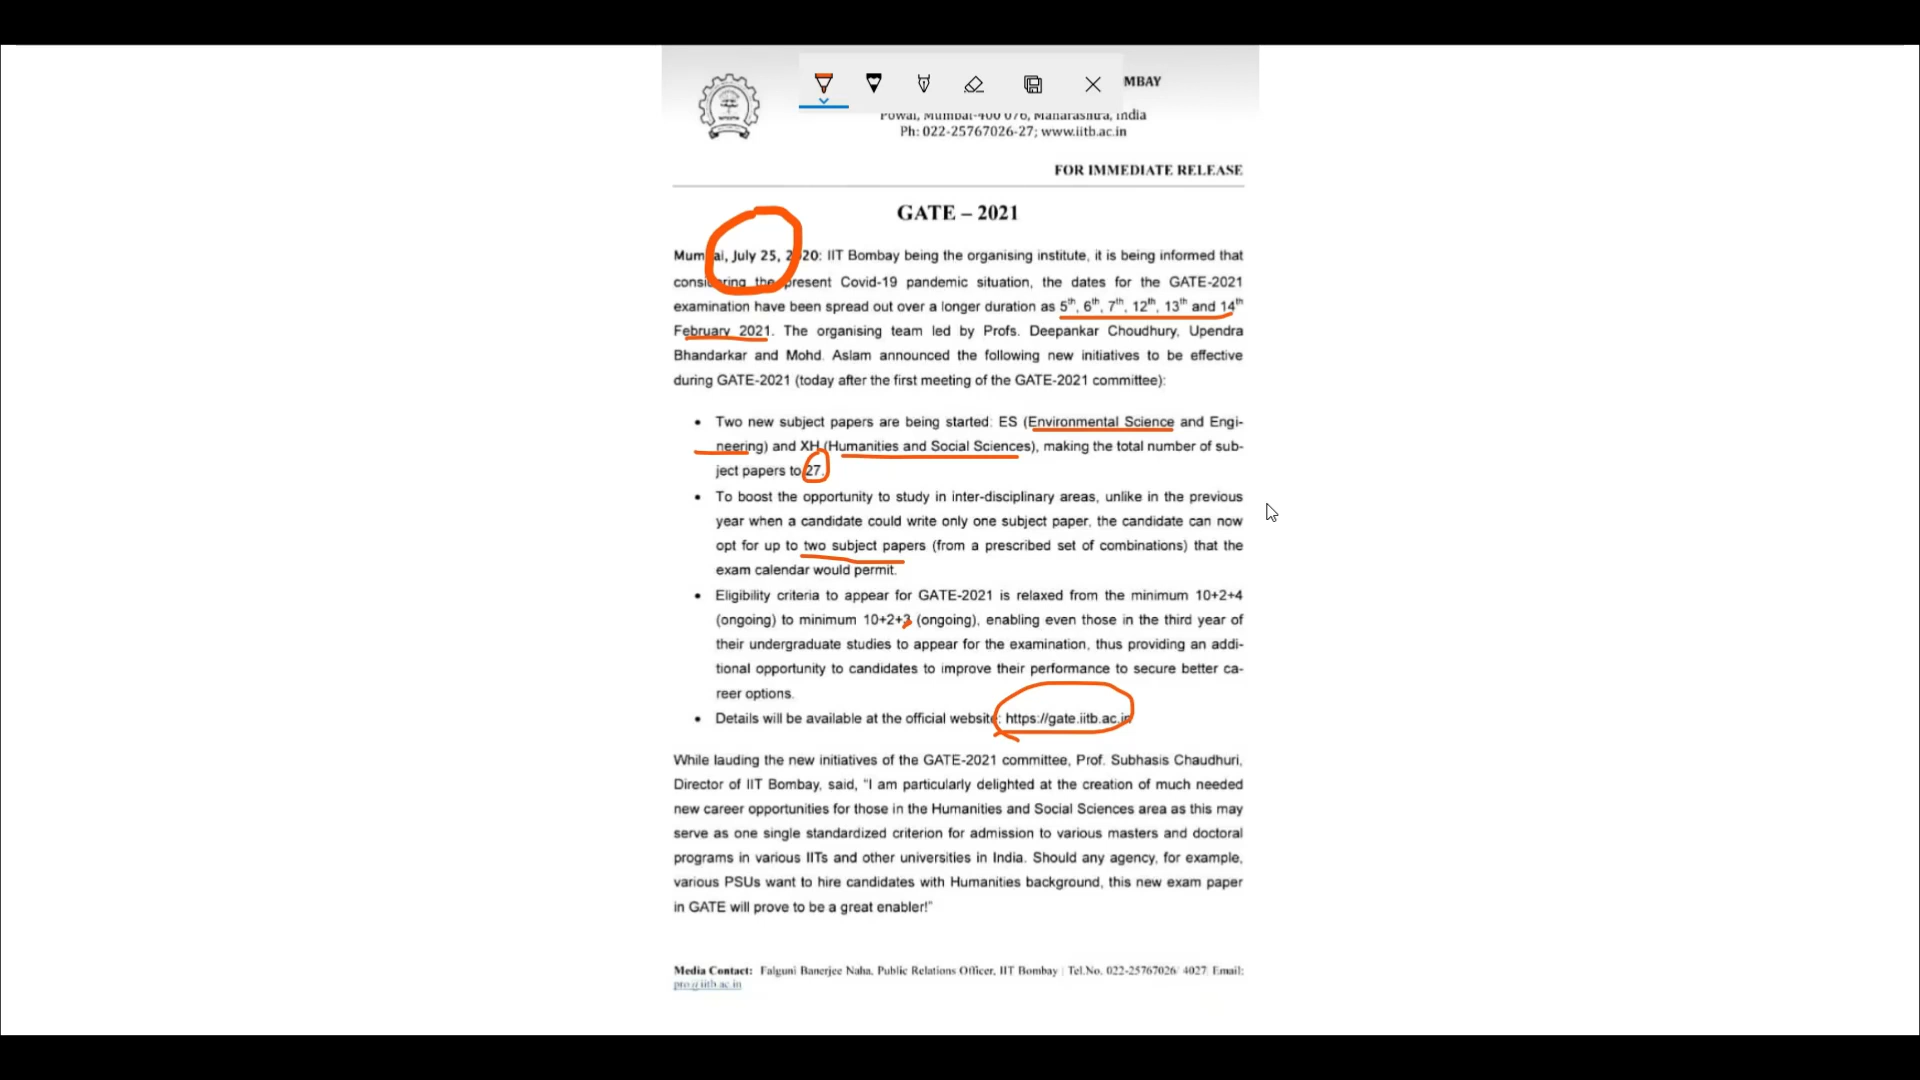 MBAY
Powai, Mumbai-400 076, Maharashtra, India
Ph: 022-25767026-27; www.iitb.ac.in
FOR IMMEDIATE RELEASE
GATE – 2021
Mumbai, July 25, 2020: IIT Bombay being the organising institute, it is being informed that
considering the present Covid-19 pandemic situation, the dates for the GATE-2021
examination have been spread out over a longer duration as 5th, 6th, 7th, 12th, 13th and 14th
February 2021. The organising team led by Profs. Deepankar Choudhury, Upendra
Bhandarkar and Mohd. Aslam announced the following new initiatives to be effective
during GATE-2021 (today after the first meeting of the GATE-2021 committee):
• Two new subject papers are being started: ES (Environmental Science and Engi-
neering) and XH (Humanities and Social Sciences), making the total number of sub-
ject papers to 27.
• To boost the opportunity to study in inter-disciplinary areas, unlike in the previous
year when a candidate could write only one subject paper, the candidate can now
opt for up to two subject papers (from a prescribed set of combinations) that the
exam calendar would permit.
• Eligibility criteria to appear for GATE-2021 is relaxed from the minimum 10+2+4
(ongoing) to minimum 10+2+3 (ongoing), enabling even those in the third year of
their undergraduate studies to appear for the examination, thus providing an addi-
tional opportunity to candidates to improve their performance to secure better ca-
reer options.
• Details will be available at the official website: https://gate.iitb.ac.in
While lauding the new initiatives of the GATE-2021 committee, Prof. Subhasis Chaudhuri,
Director of IIT Bombay, said, “I am particularly delighted at the creation of much needed
new career opportunities for those in the Humanities and Social Sciences area as this may
serve as one single standardized criterion for admission to various masters and doctoral
programs in various IITs and other universities in India. Should any agency, for example,
various PSUs want to hire candidates with Humanities background, this new exam paper
in GATE will prove to be a great enabler!”
Media Contact: Falguni Banerjee Naha, Public Relations Officer, IIT Bombay | Tel.No. 022-25767026/ 4027| Email:
pro@iitb.ac.in